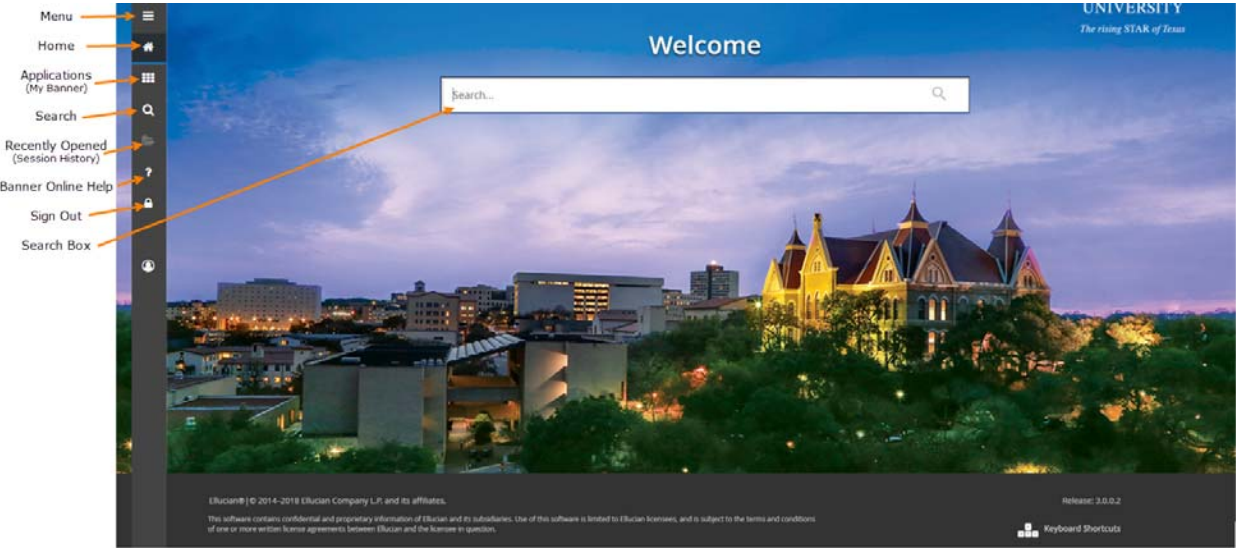 Menu
Home
Applications
(My Banner)
Search
Recently Opened
(Session History)
Banner Online Help
Sign Out
Search Box
?
UNIVERSITY
The rising STAR of Texas
Welcome
Search...
Ellucian® | © 2014-2018 Ellucian Company L.P. and its affiliates.
This software contains confidential and proprietary information of Ellucian and its subsidiaries. Use of this software is limited to Ellucian licensees, and is subject to the terms and conditions
of one or more written license agreements between Ellucian and the licensee in question.
Release: 3.0.0.2
Keyboard Shortcuts